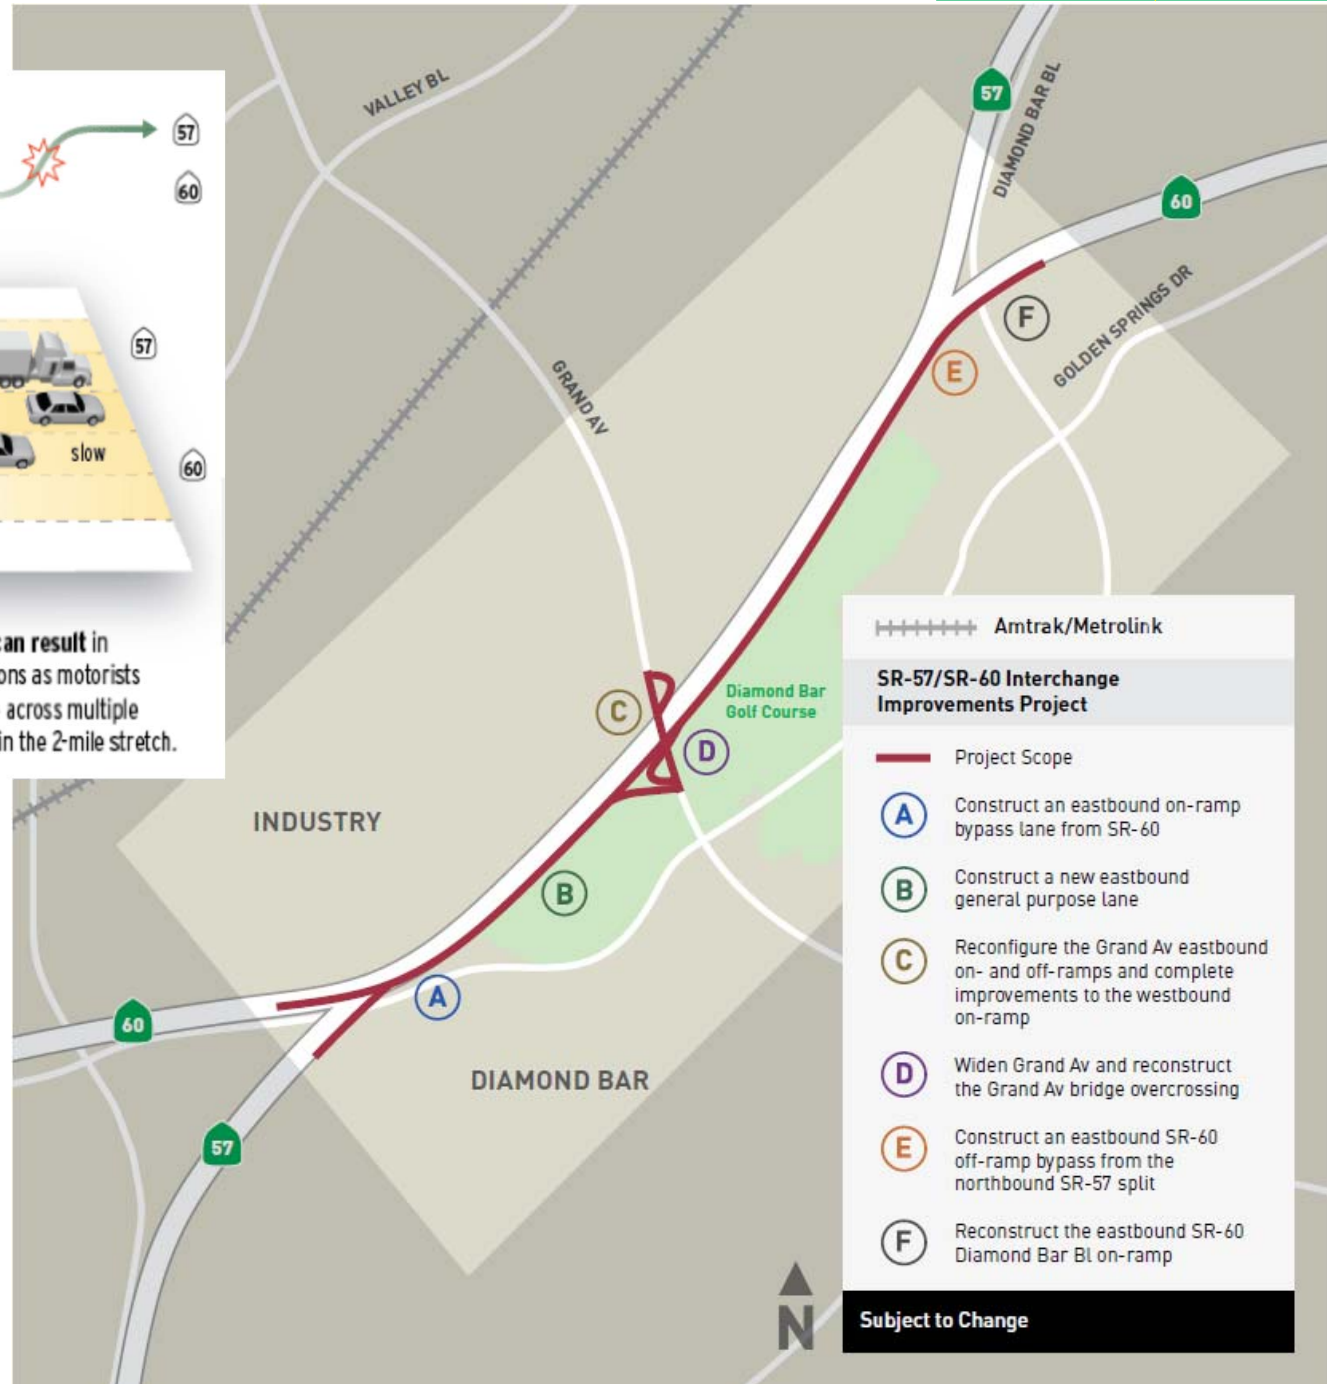 57
60
57
slow
60
can result in
ons as motorists
across multiple
in the 2-mile stretch.
VALLEY BL
57
DIAMOND BAR BL
60
GOLDEN SPRINGS DR
GRAND AV
F
E
Diamond Bar
Golf Course
C
D
INDUSTRY
B
A
60
DIAMOND BAR
57
N
Amtrak/Metrolink
SR-57/SR-60 Interchange
Improvements Project
Project Scope
A
Construct an eastbound on-ramp
bypass lane from SR-60
B
Construct a new eastbound
general purpose lane
C
Reconfigure the Grand Av eastbound
on- and off-ramps and complete
improvements to the westbound
on-ramp
D
Widen Grand Av and reconstruct
the Grand Av bridge overcrossing
E
Construct an eastbound SR-60
off-ramp bypass from the
northbound SR-57 split
F
Reconstruct the eastbound SR-60
Diamond Bar Bl on-ramp
Subject to Change